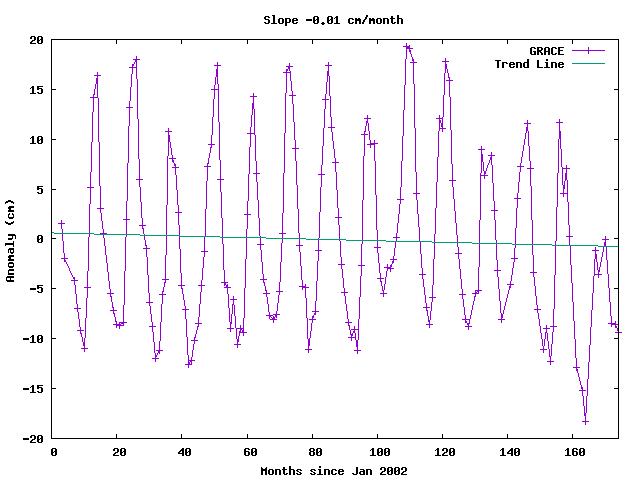 Slope -0.01 cm/month
GRACE
Trend Line
20
15
10
5
0
-5
-10
-15
-20
Anomaly (cm)
0 20 40 60 80 100 120 140 160
Months since Jan 2002